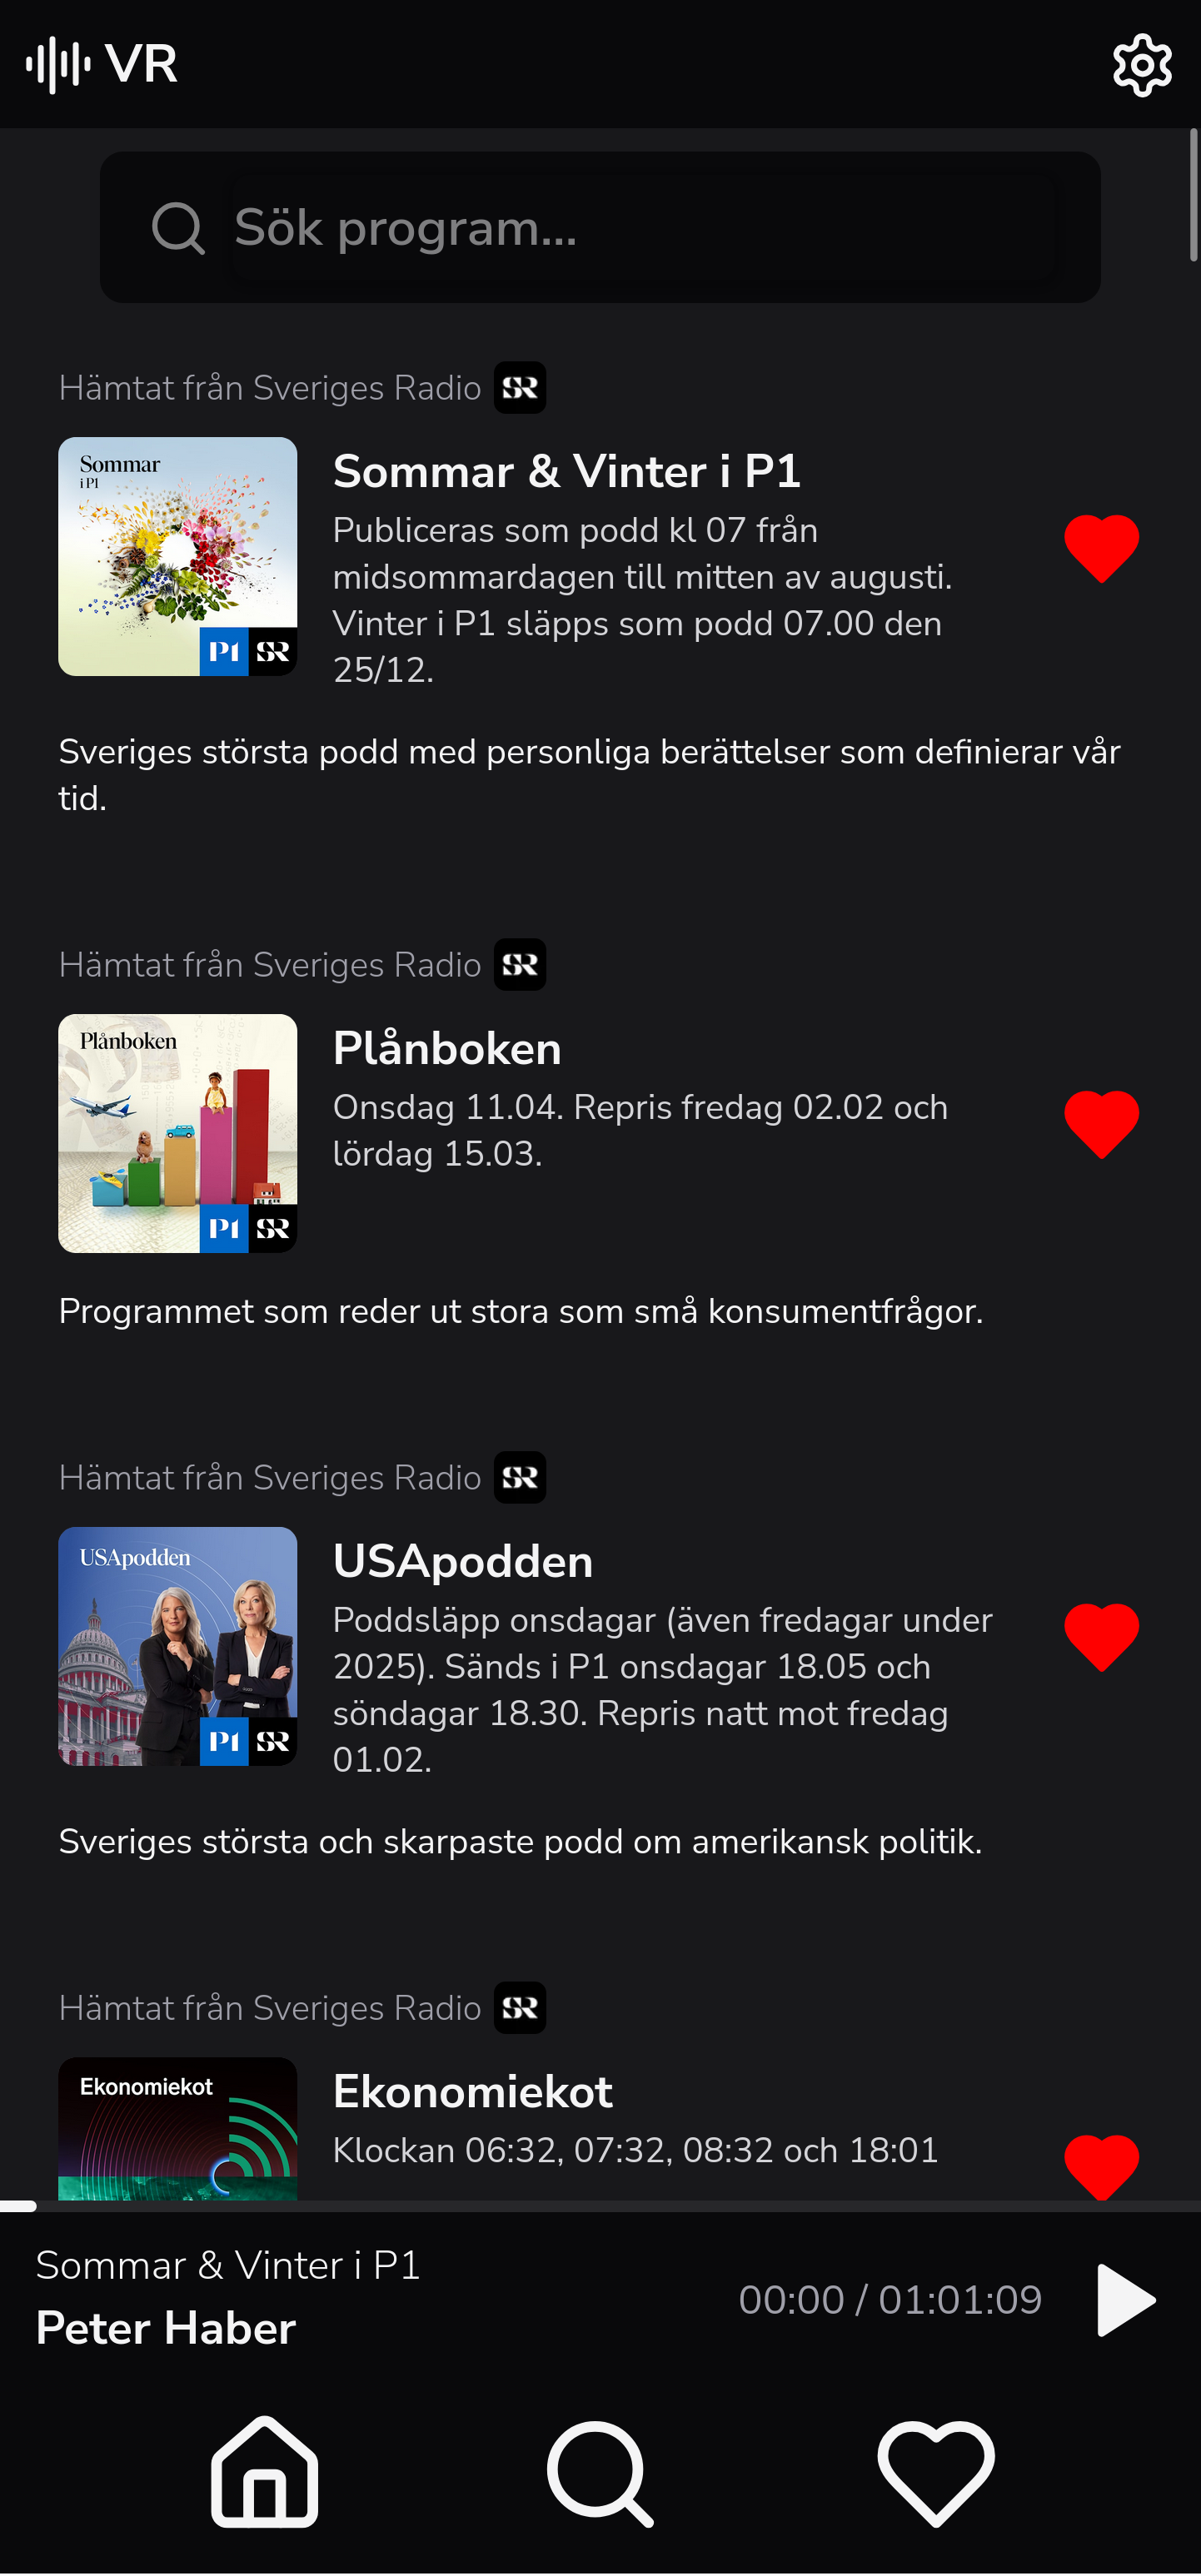 VR
Sök program...
Hämtat från Sveriges Radio SR
Sommar
i P1
P1 SR
Sommar & Vinter i P1
Publiceras som podd kl 07 från
midsommardagen till mitten av augusti.
Vinter i P1 släpps som podd 07.00 den
25/12.
Sveriges största podd med personliga berättelser som definierar vår
tid.
Hämtat från Sveriges Radio SR
Plånboken
P1 SR
Plånboken
Onsdag 11.04. Repris fredag 02.02 och
lördag 15.03.
Programmet som reder ut stora som små konsumentfrågor.
Hämtat från Sveriges Radio SR
USApodden
P1 SR
USApodden
Poddsläpp onsdagar (även fredagar under
2025). Sänds i P1 onsdagar 18.05 och
söndagar 18.30. Repris natt mot fredag
01.02.
Sveriges största och skarpaste podd om amerikansk politik.
Hämtat från Sveriges Radio SR
Ekonomiekot
Ekonomiekot
Klockan 06:32, 07:32, 08:32 och 18:01
Sommar & Vinter i P1
Peter Haber
00:00 / 01:01:09